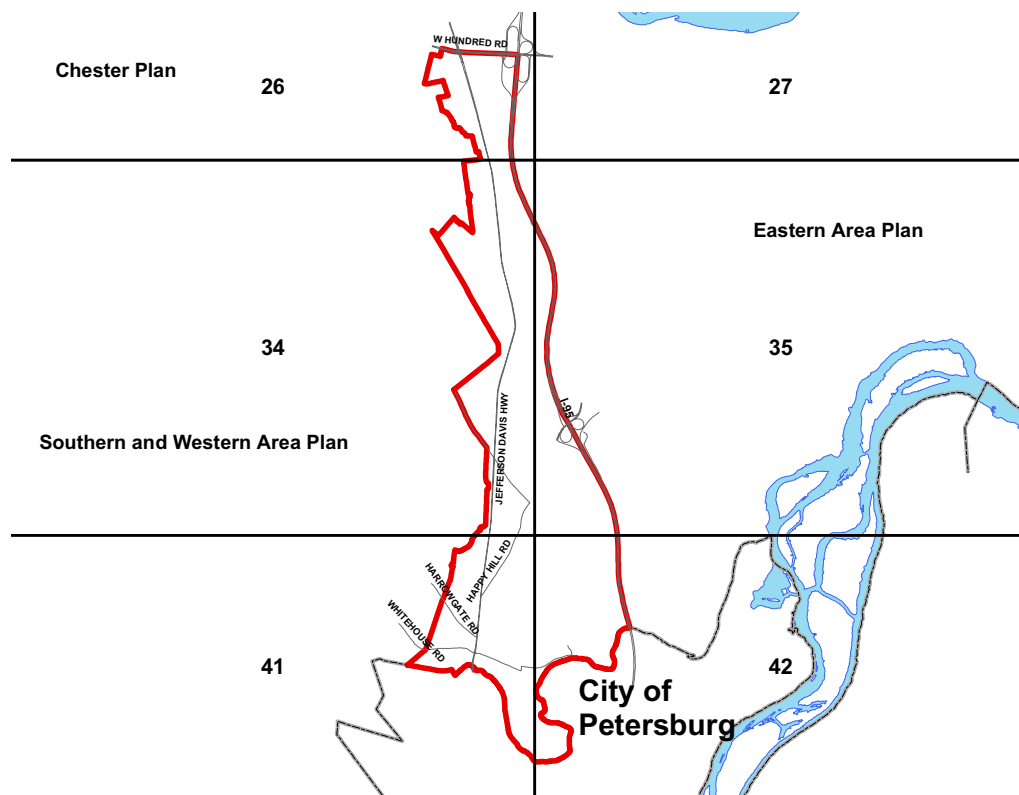 W HUNDRED RD
Chester Plan
26
27
Eastern Area Plan
34
35
I-95
JEFFERSON DAVIS HWY
Southern and Western Area Plan
HAPPY HILL RD
HARROWGATE RD
WHITEHOUSE RD
41
42
City of
Petersburg